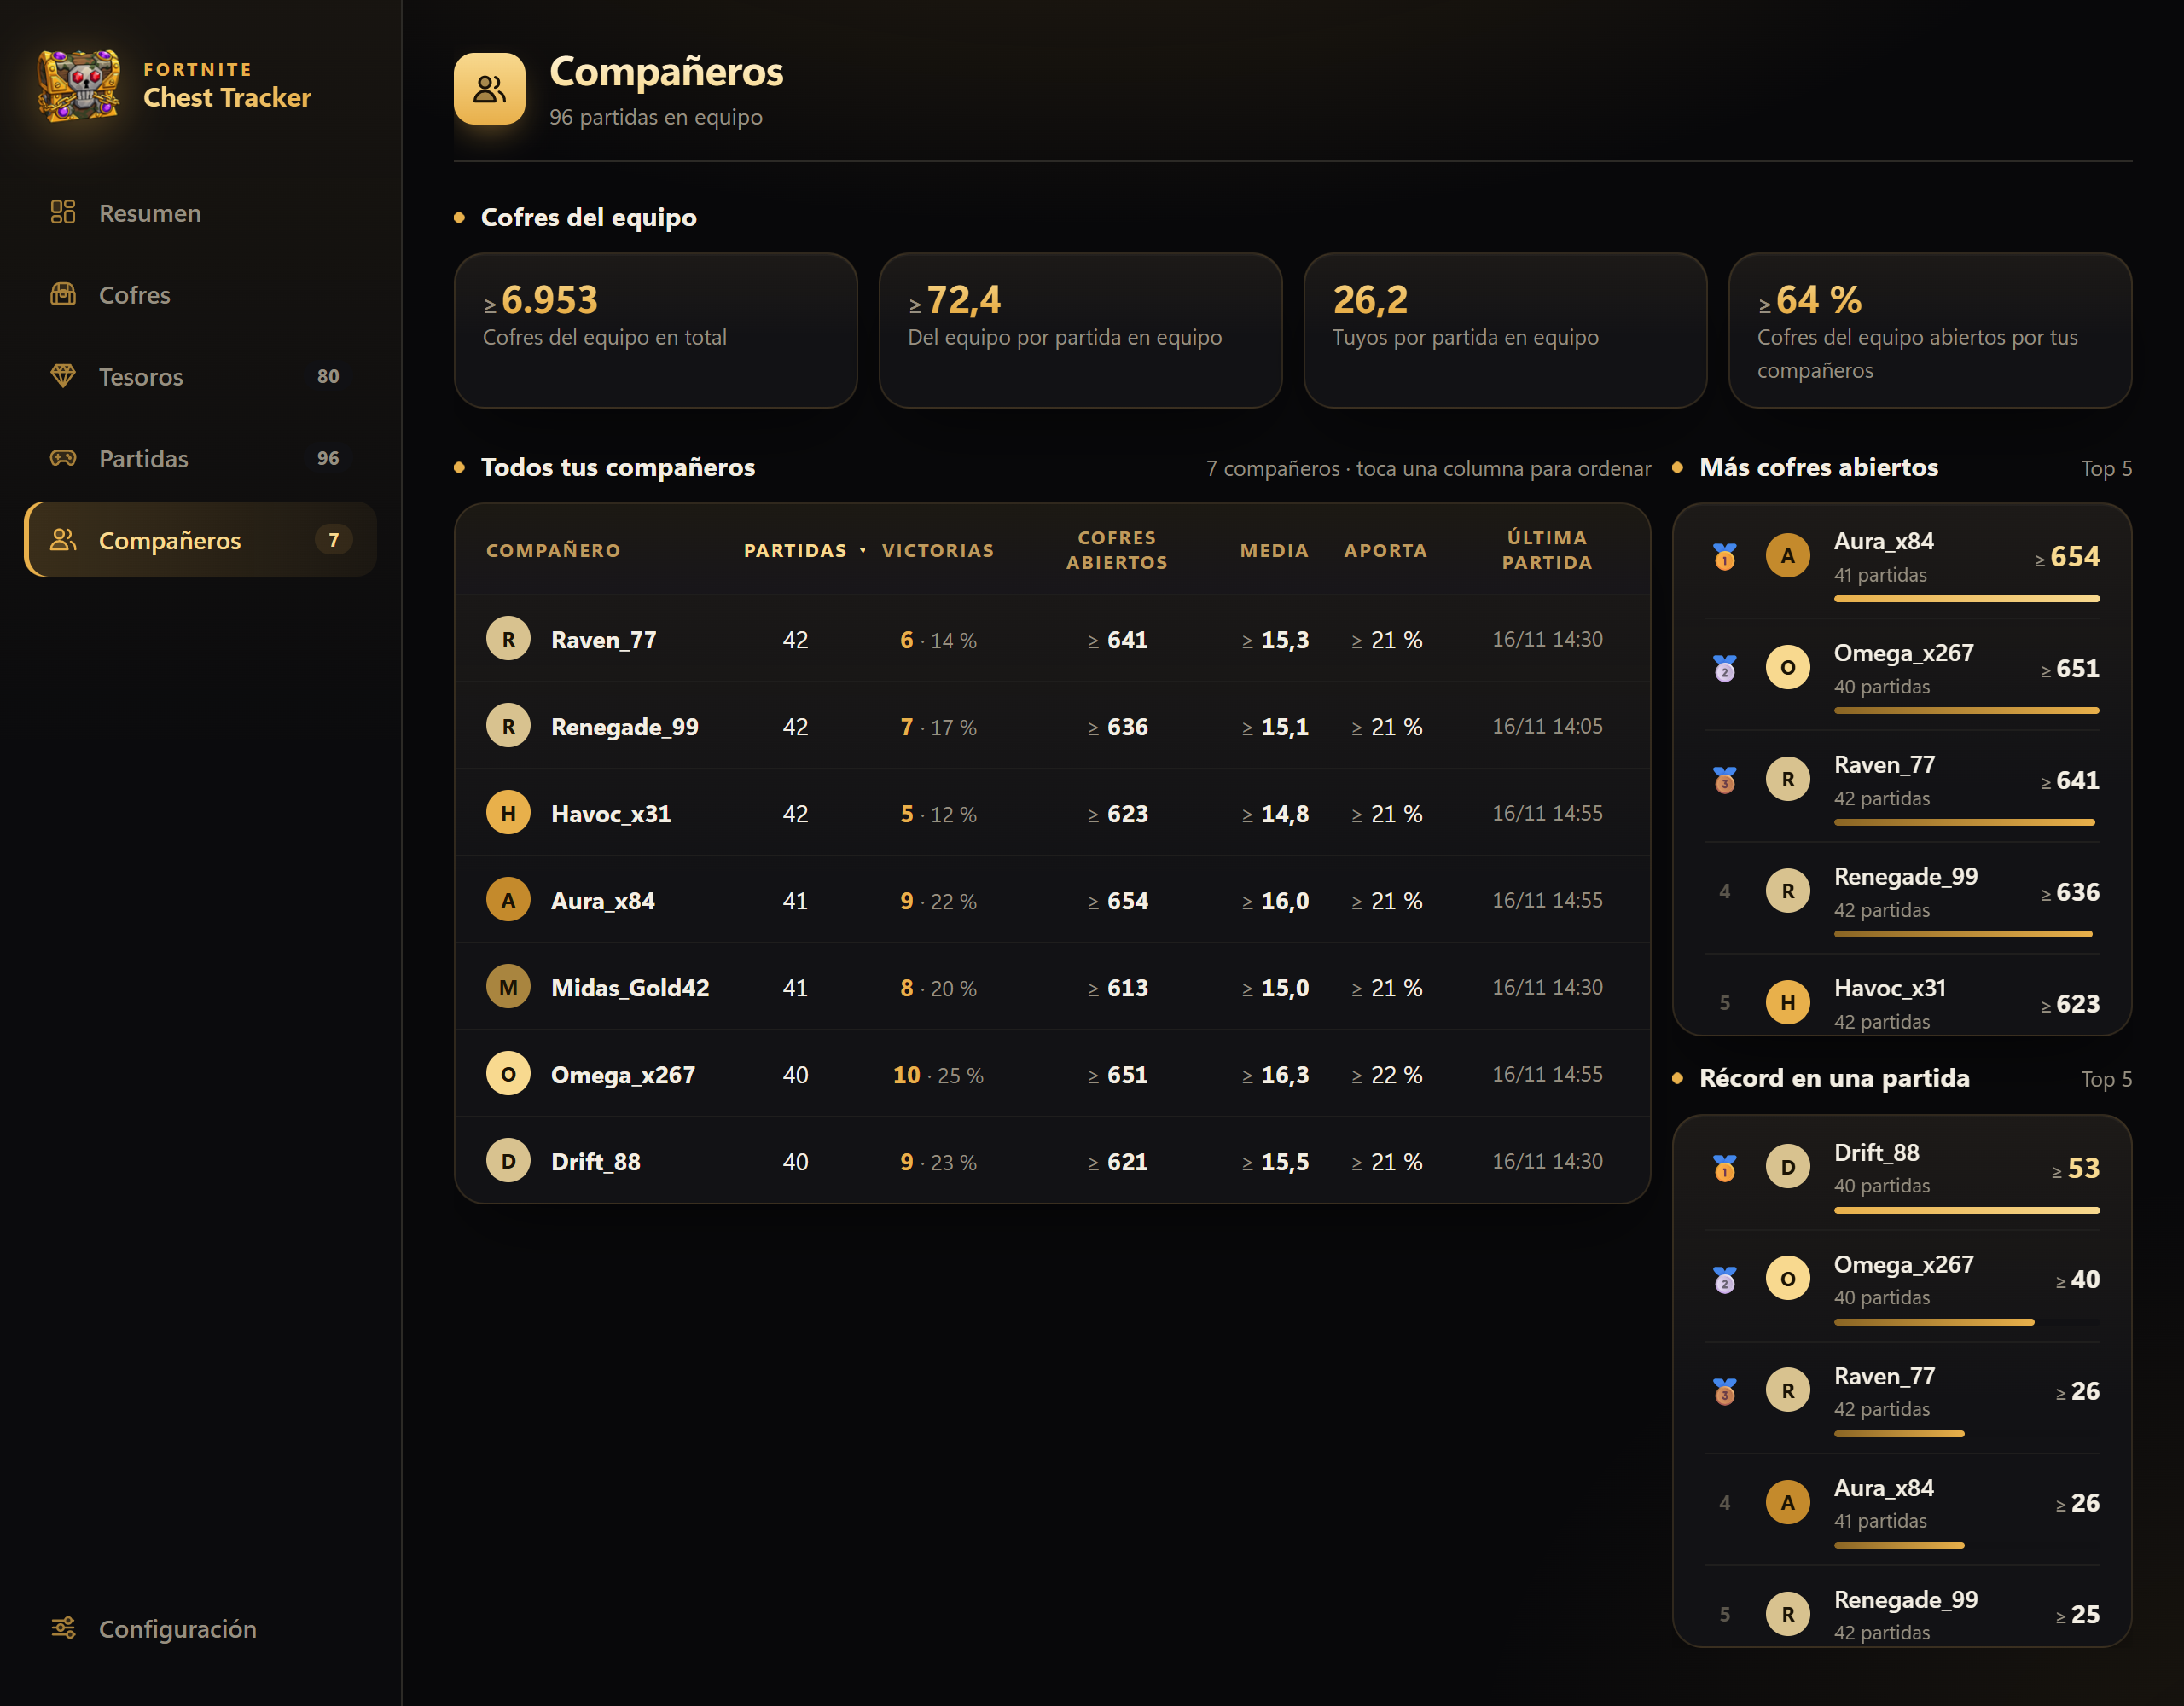 FORTNITE
Chest Tracker
Resumen
Cofres
Tesoros 80
Partidas 96
Compañeros 7
Configuración
Compañeros
96 partidas en equipo
Cofres del equipo
≥ 6.953
Cofres del equipo en total
≥ 72,4
Del equipo por partida en equipo
26,2
Tuyos por partida en equipo
≥ 64 %
Cofres del equipo abiertos por tus
compañeros
Todos tus compañeros
7 compañeros · toca una columna para ordenar
COMPAÑERO PARTIDAS ▾ VICTORIAS COFRES ABIERTOS MEDIA APORTA ÚLTIMA PARTIDA
R Raven_77 42 6 · 14 % ≥ 641 ≥ 15,3 ≥ 21 % 16/11 14:30
R Renegade_99 42 7 · 17 % ≥ 636 ≥ 15,1 ≥ 21 % 16/11 14:05
H Havoc_x31 42 5 · 12 % ≥ 623 ≥ 14,8 ≥ 21 % 16/11 14:55
A Aura_x84 41 9 · 22 % ≥ 654 ≥ 16,0 ≥ 21 % 16/11 14:55
M Midas_Gold42 41 8 · 20 % ≥ 613 ≥ 15,0 ≥ 21 % 16/11 14:30
O Omega_x267 40 10 · 25 % ≥ 651 ≥ 16,3 ≥ 22 % 16/11 14:55
D Drift_88 40 9 · 23 % ≥ 621 ≥ 15,5 ≥ 21 % 16/11 14:30
Más cofres abiertos
Top 5
1 A Aura_x84 ≥ 654
41 partidas
2 O Omega_x267 ≥ 651
40 partidas
3 R Raven_77 ≥ 641
42 partidas
4 R Renegade_99 ≥ 636
42 partidas
5 H Havoc_x31 ≥ 623
42 partidas
Récord en una partida
Top 5
1 D Drift_88 ≥ 53
40 partidas
2 O Omega_x267 ≥ 40
40 partidas
3 R Raven_77 ≥ 26
42 partidas
4 A Aura_x84 ≥ 26
41 partidas
5 R Renegade_99 ≥ 25
42 partidas